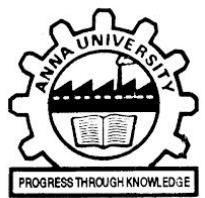 ANNA UNIVERSITY
PROGRESS THROUGH KNOWLEDGE